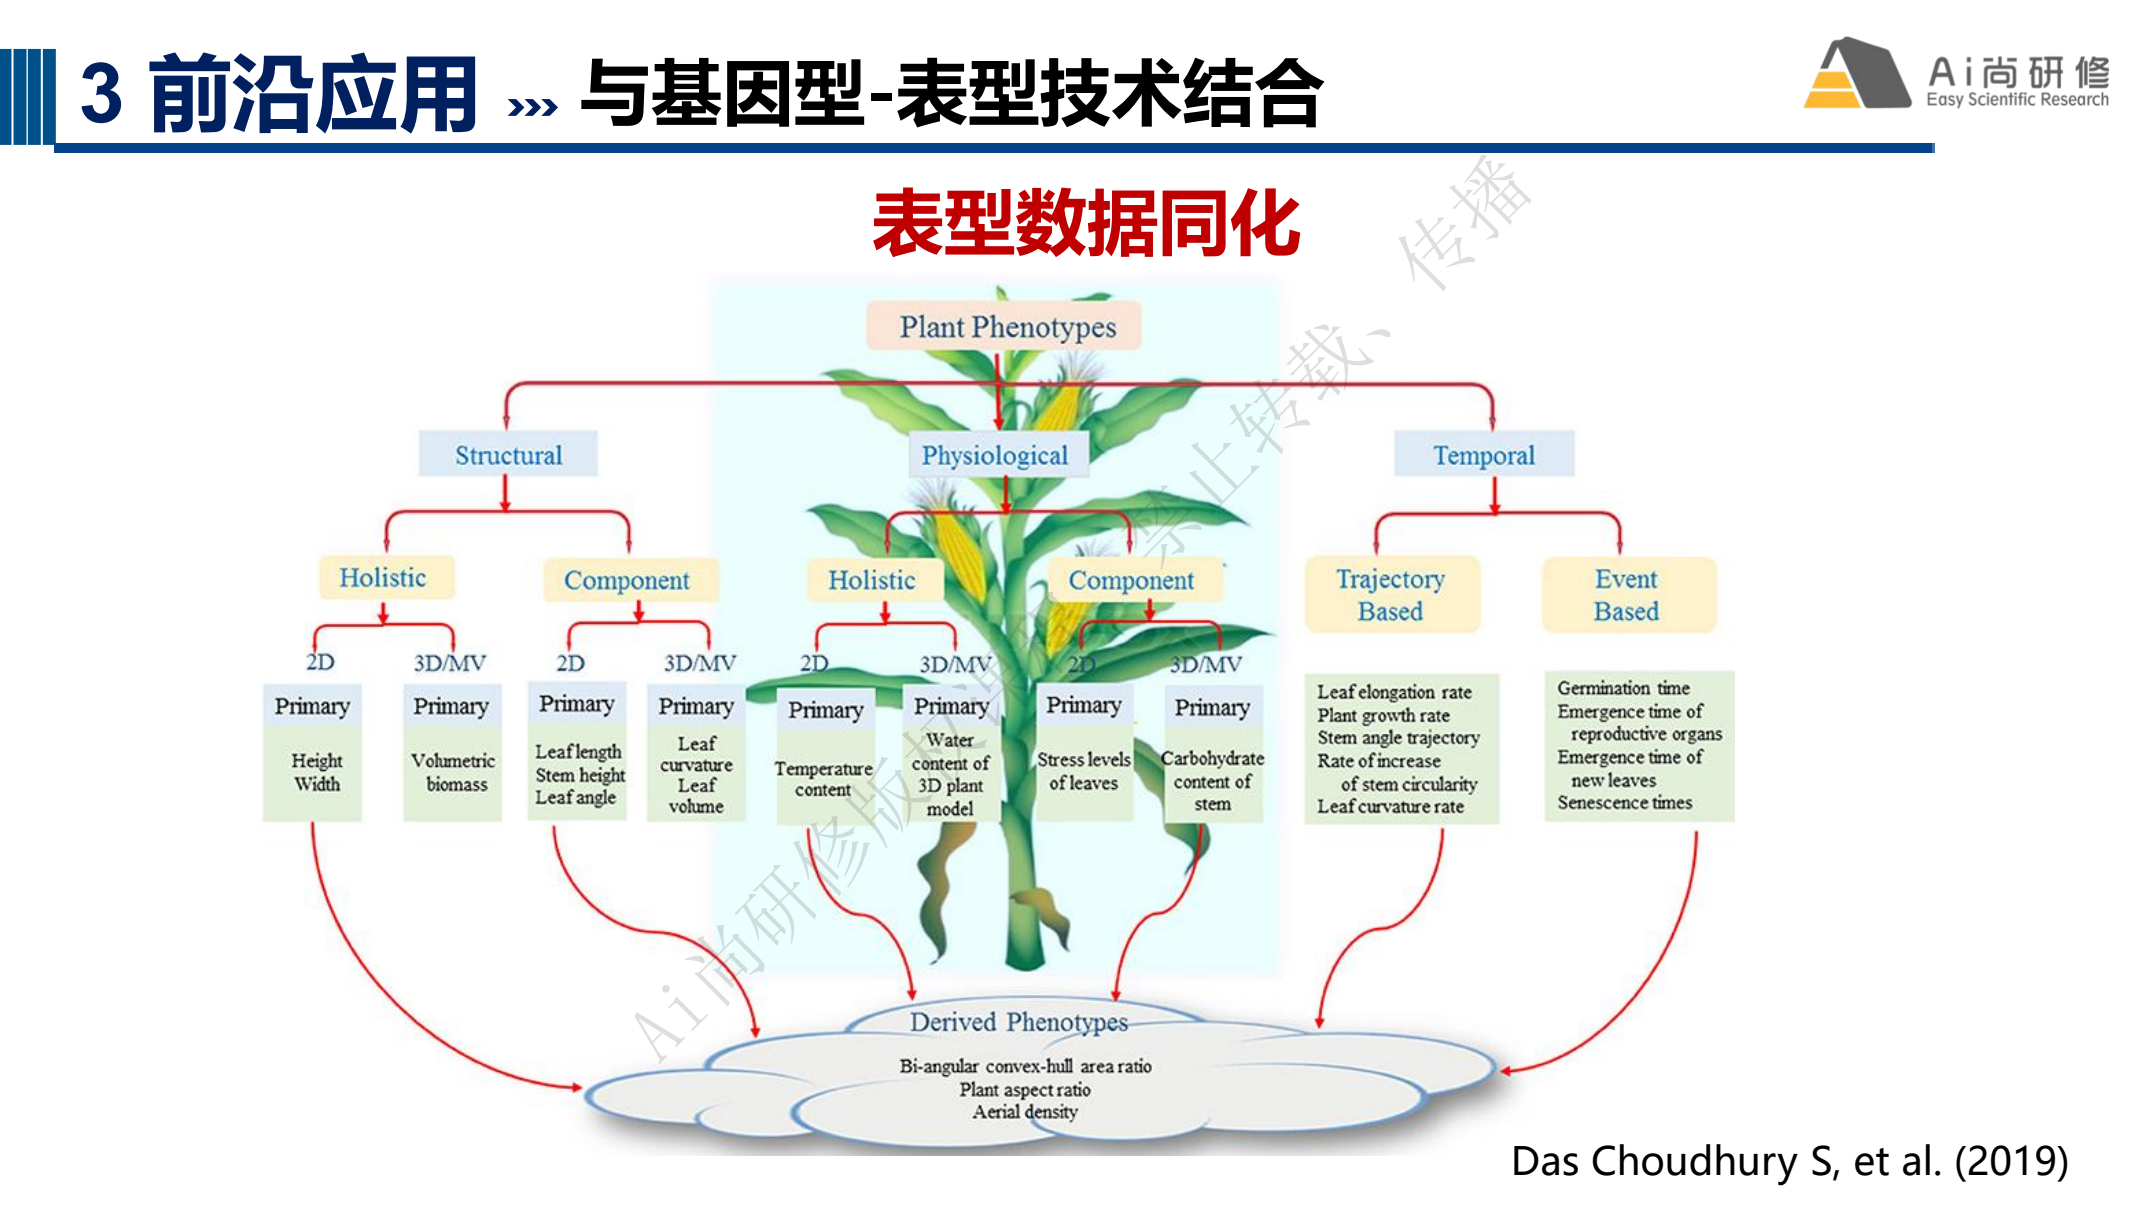 3 前沿应用 >>> 与基因型-表型技术结合
Ai尚研修
Easy Scientific Research
表型数据同化
Plant Phenotypes
Structural
Physiological
Temporal
Holistic
Component
Holistic
Component
Trajectory
Based
Event
Based
2D
3D/MV
2D
3D/MV
2D
3D/MV
2D
3D/MV
Primary
Height
Width
Primary
Volumetric
biomass
Primary
Leaf length
Stem height
Leaf angle
Primary
Leaf
curvature
Leaf
volume
Primary
Temperature
content
Primary
Water
content of
3D plant
model
Primary
Stress levels
of leaves
Primary
Carbohydrate
content of
stem
Leaf elongation rate
Plant growth rate
Stem angle trajectory
Rate of increase
of stem circularity
Leaf curvature rate
Germination time
Emergence time of
reproductive organs
Emergence time of
new leaves
Senescence times
Derived Phenotypes
Bi-angular convex-hull area ratio
Plant aspect ratio
Aerial density
Das Choudhury S, et al. (2019)
Ai尚研修版权课程 禁止转载、传播